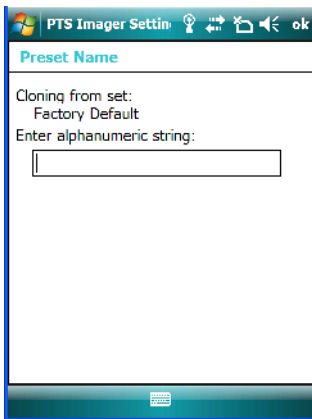 PTS Imager Settin
ok
Preset Name
Cloning from set:
Factory Default
Enter alphanumeric string: